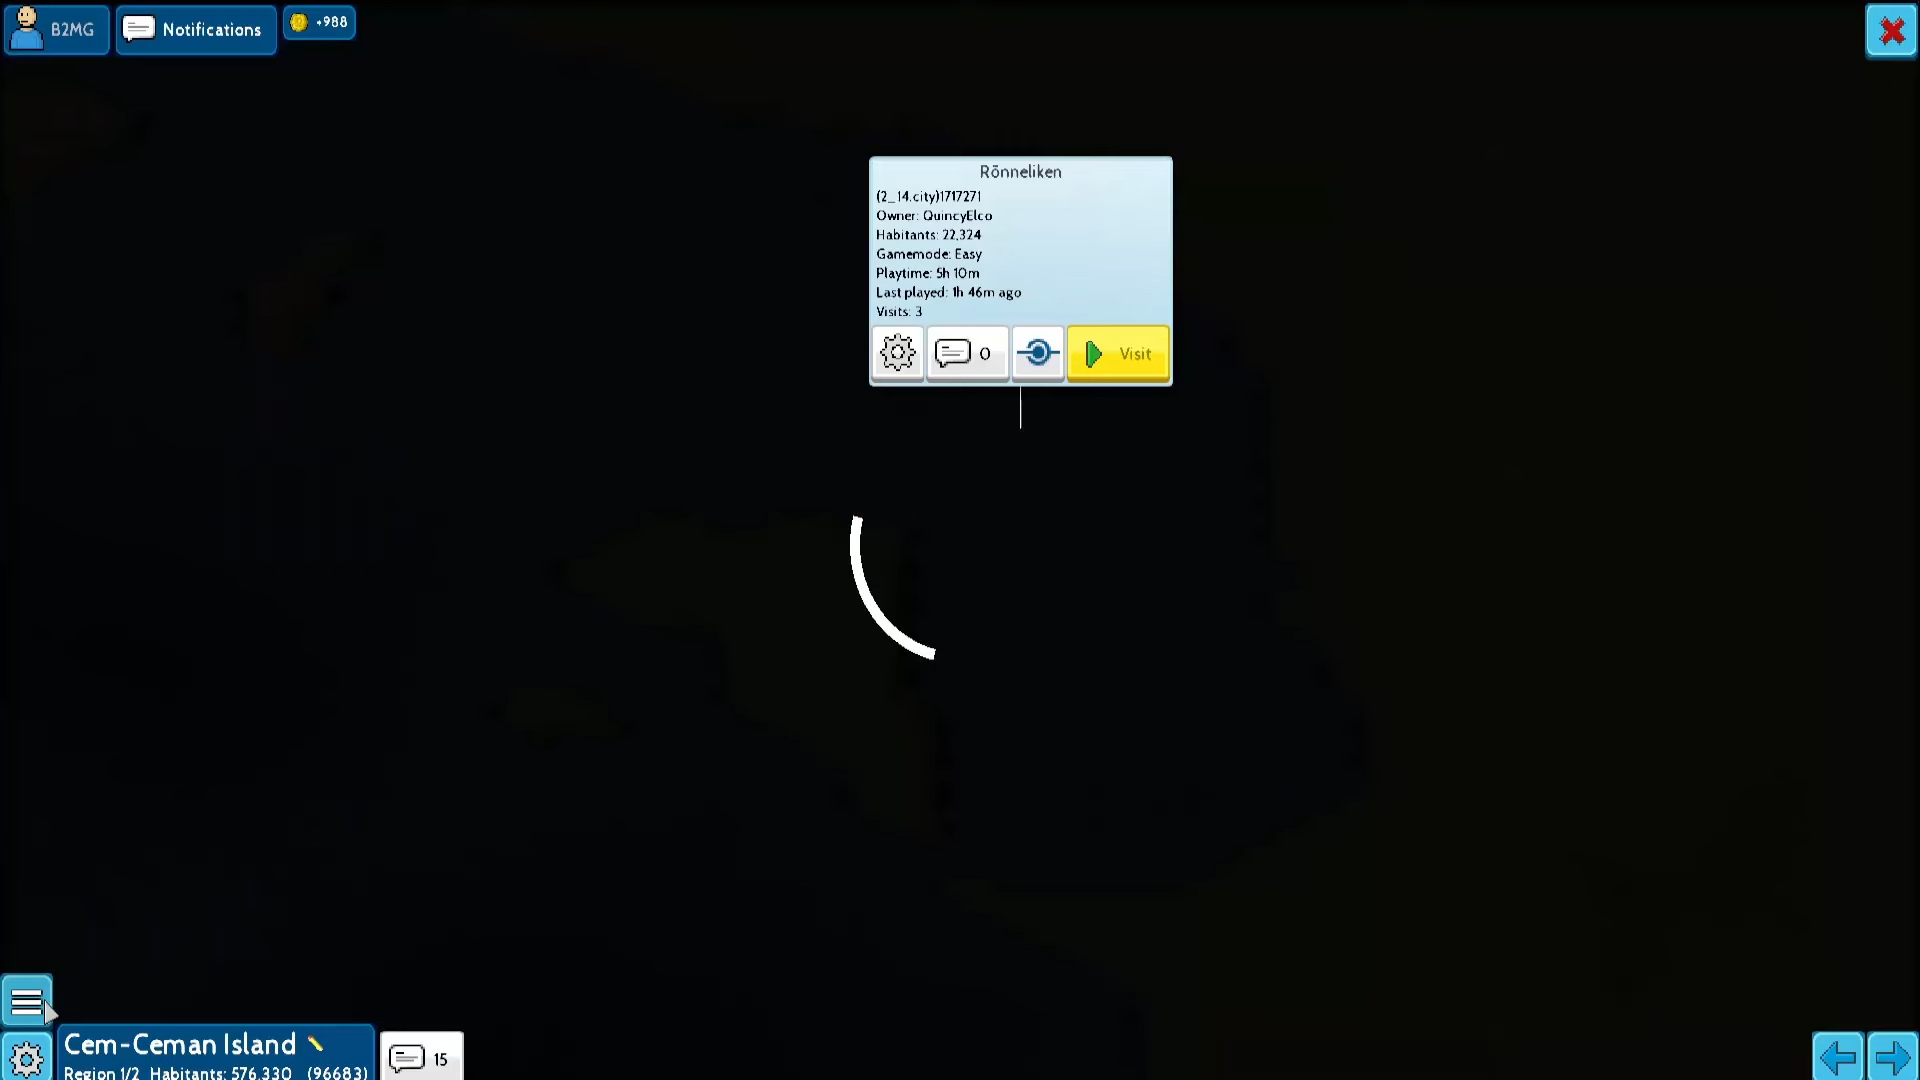 B2MG
Notifications
+988
Rönneliken
(2_14.city)1717271
Owner: QuincyElco
Habitants: 22,324
Gamemode: Easy
Playtime: 5h 10m
Last played: 1h 46m ago
Visits: 3
0
Visit
Cem-Ceman Island
Region 1/2 Habitants: 576,330 (96683)
15